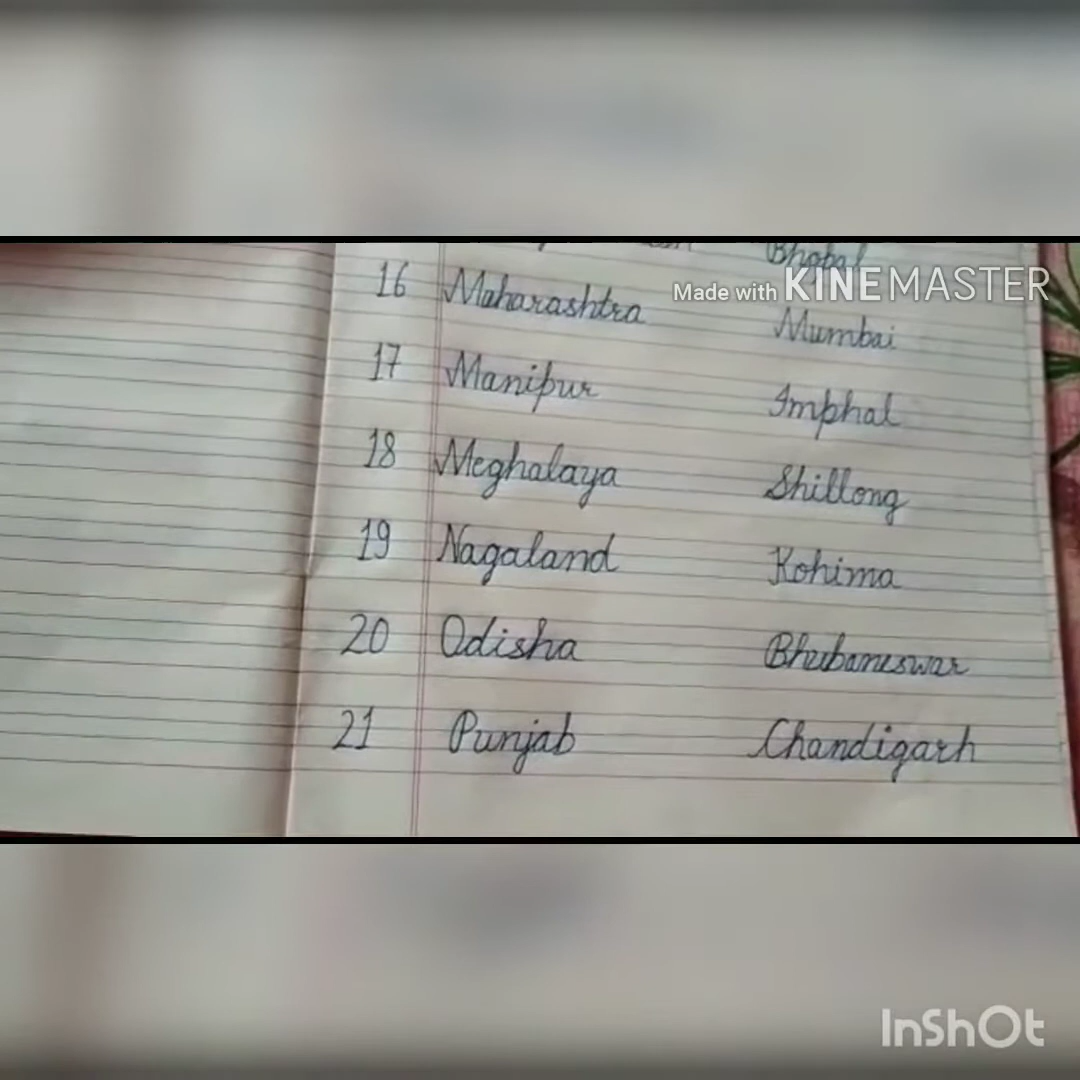 Bhopal
Made with KINEMASTER
16 Maharashtra Mumbai
17 Manipur Imphal
18 Meghalaya Shillong
19 Nagaland Kohima
20 Odisha Bhubaneswar
21 Punjab Chandigarh
InShOt